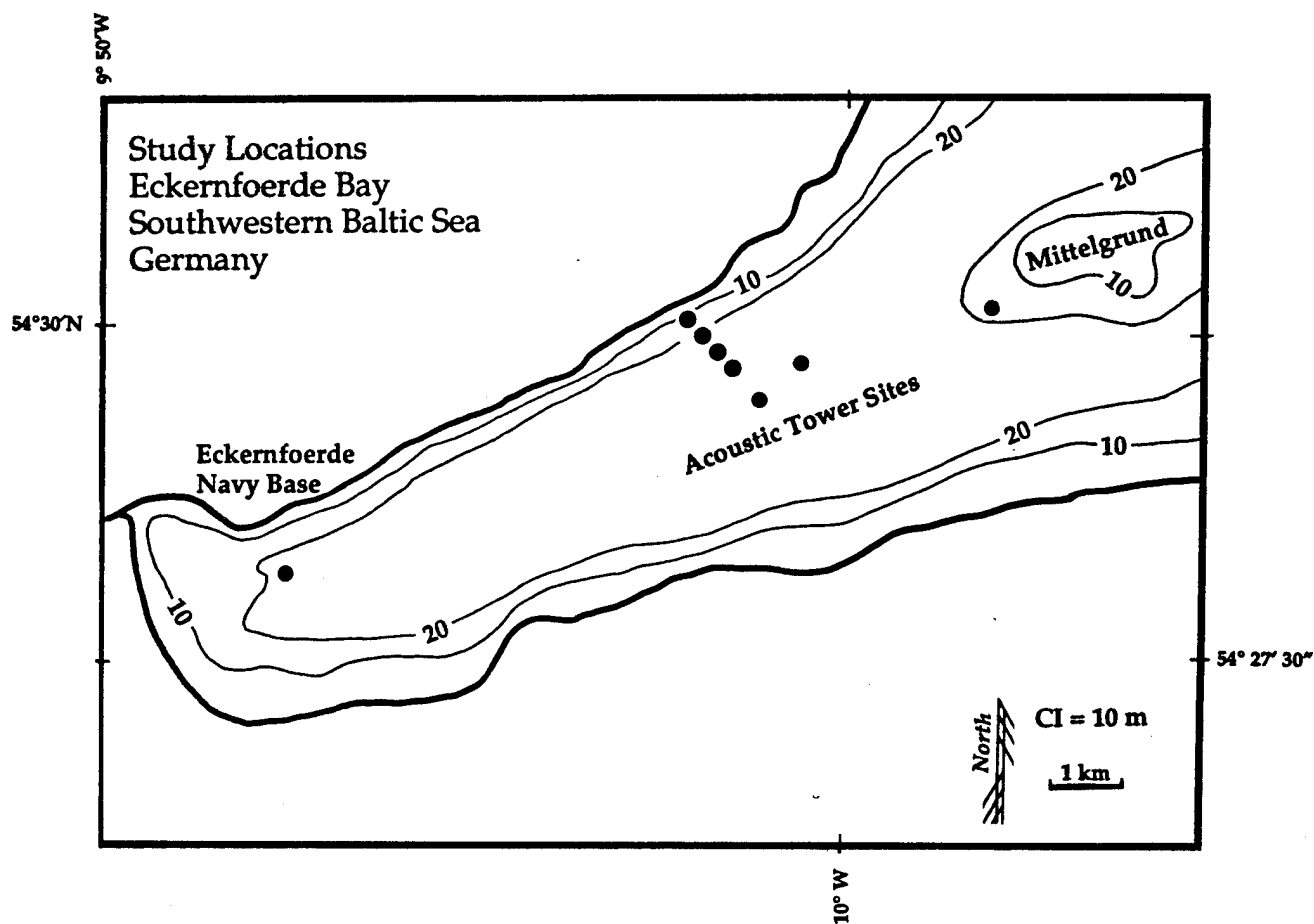 9° 50'W
Study Locations
Eckernfoerde Bay
Southwestern Baltic Sea
Germany
20
20
Mittelgrund
10
10
54°30'N
Acoustic Tower Sites
20
10
Eckernfoerde
Navy Base
10
20
54° 27' 30"
North
CI = 10 m
1 km
10° W